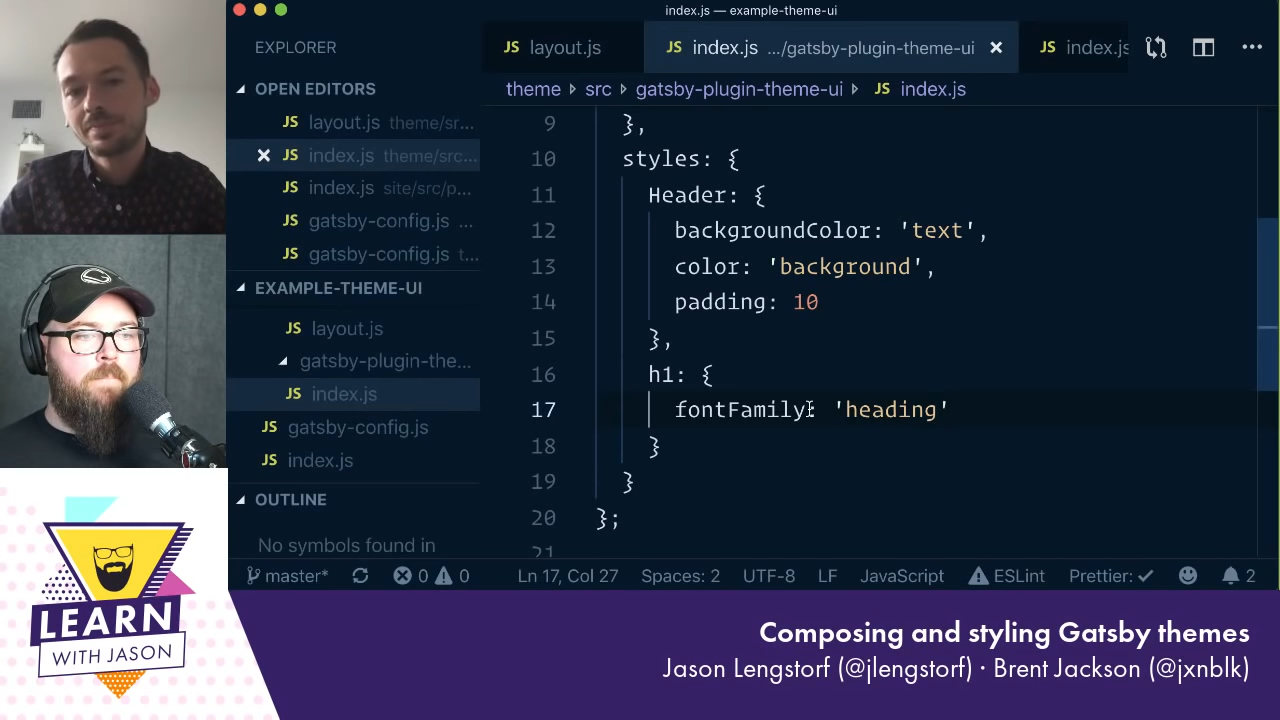 index.js — example-theme-ui
EXPLORER
OPEN EDITORS
JS layout.js theme/sr...
JS index.js theme/src...
JS index.js site/src/p...
JS gatsby-config.js ...
JS gatsby-config.js t...
EXAMPLE-THEME-UI
JS layout.js
gatsby-plugin-the...
JS index.js
JS gatsby-config.js
JS index.js
OUTLINE
No symbols found in
JS layout.js
JS index.js .../gatsby-plugin-theme-ui
JS index.js
theme src gatsby-plugin-theme-ui JS index.js
9 },
10 styles: {
11 Header: {
12 backgroundColor: 'text',
13 color: 'background',
14 padding: 10
15 },
16 h1: {
17 fontFamily: 'heading'
18 }
19 }
20 };
21
master* 0 0 Ln 17, Col 27 Spaces: 2 UTF-8 LF JavaScript ESLint Prettier: 2
LEARN
WITH JASON
Composing and styling Gatsby themes
Jason Lengstorf (@jlengstorf) · Brent Jackson (@jxnblk)